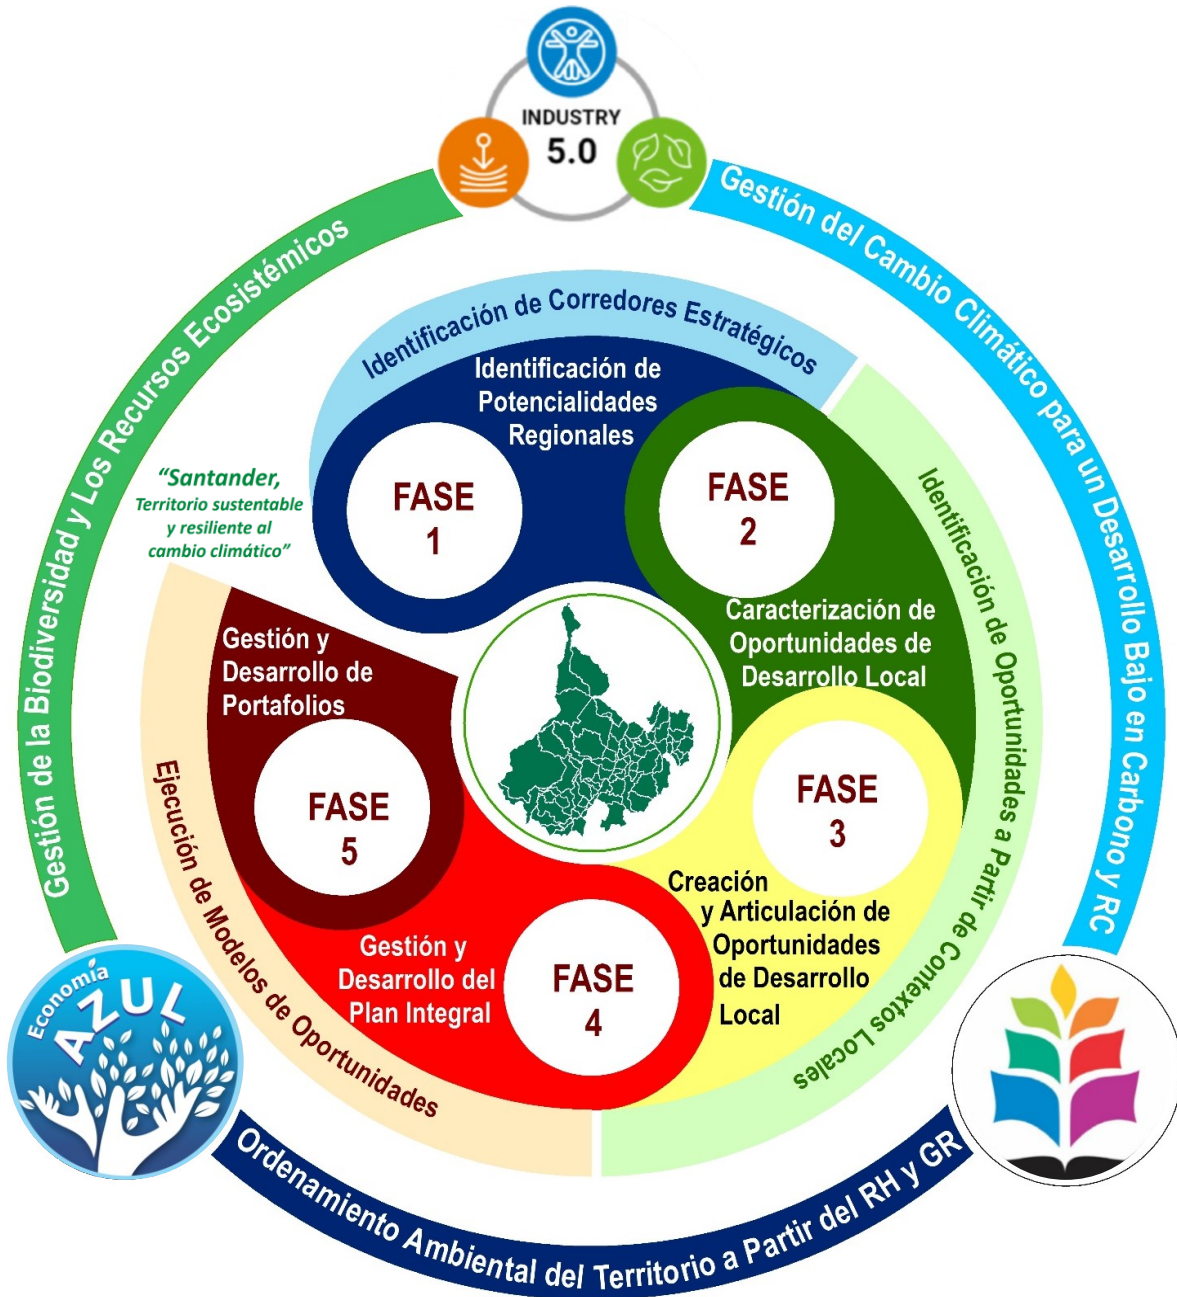 INDUSTRY
5.0
Gestión de la Biodiversidad y Los Recursos Ecosistémicos
Gestión del Cambio Climático para un Desarrollo Bajo en Carbono y RC
Identificación de Corredores Estratégicos
Identificación de
Potencialidades
Regionales
FASE
1
FASE
2
“Santander,
Territorio sustentable
y resiliente al
cambio climático”
Identificación de Oportunidades a Partir de Contextos Locales
Caracterización de
Oportunidades de
Desarrollo Local
Gestión y
Desarrollo de
Portafolios
FASE
3
FASE
5
Creación
y Articulación de
Oportunidades
de Desarrollo
Local
Gestión y
Desarrollo del
Plan Integral
FASE
4
Ejecución de Modelos de Oportunidades
Economía
AZUL
Ordenamiento Ambiental del Territorio a Partir del RH y GR